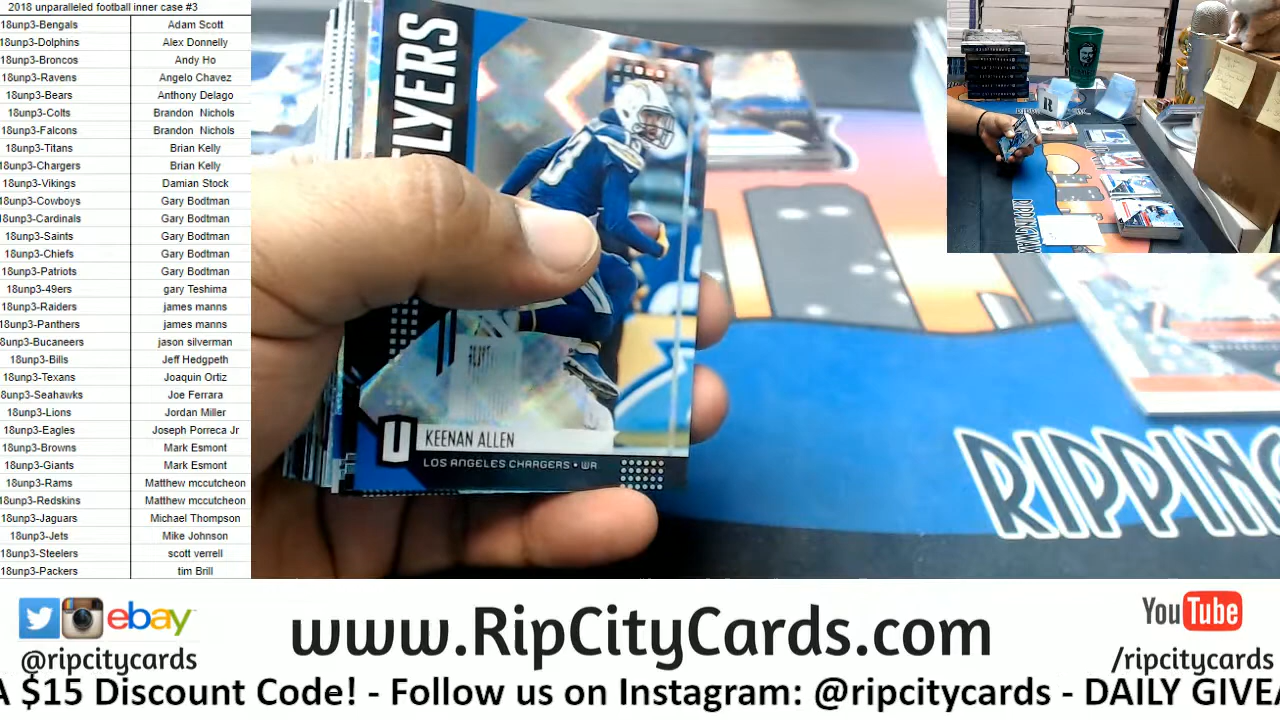 2018 unparalleled football inner case #3
18unp3-Bengals Adam Scott
18unp3-Dolphins Alex Donnelly
18unp3-Broncos Andy Ho
18unp3-Ravens Angelo Chavez
18unp3-Bears Anthony Delago
18unp3-Colts Brandon Nichols
18unp3-Falcons Brandon Nichols
18unp3-Titans Brian Kelly
18unp3-Chargers Brian Kelly
18unp3-Vikings Damian Stock
18unp3-Cowboys Gary Bodtman
18unp3-Cardinals Gary Bodtman
18unp3-Saints Gary Bodtman
18unp3-Chiefs Gary Bodtman
18unp3-Patriots Gary Bodtman
18unp3-49ers gary Teshima
18unp3-Raiders james manns
18unp3-Panthers james manns
8unp3-Bucaneers jason silverman
18unp3-Bills Jeff Hedgpeth
18unp3-Texans Joaquin Ortiz
8unp3-Seahawks Joe Ferrara
18unp3-Lions Jordan Miller
18unp3-Eagles Joseph Porreca Jr
18unp3-Browns Mark Esmont
18unp3-Giants Mark Esmont
18unp3-Rams Matthew mccutcheon
18unp3-Redskins Matthew mccutcheon
18unp3-Jaguars Michael Thompson
18unp3-Jets Mike Johnson
18unp3-Steelers scott verrell
18unp3-Packers tim Brill
LYERS
U KEENAN ALLEN
LOS ANGELES CHARGERS • WR
RIPPING
ebay
@ripcitycards
www.RipCityCards.com
YouTube
/ripcitycards
A $15 Discount Code! - Follow us on Instagram: @ripcitycards - DAILY GIVEA